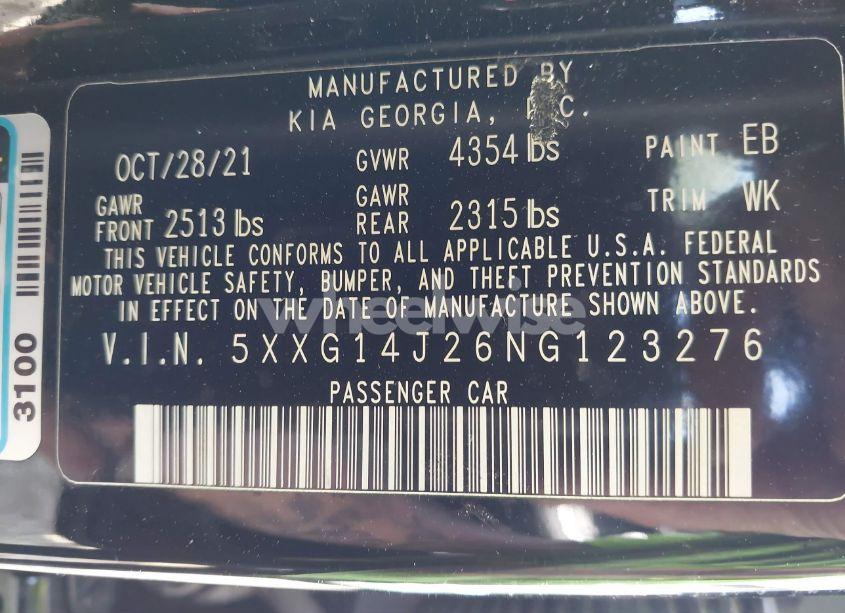 MANUFACTURED BY
KIA GEORGIA, C.
OCT/28/21 GVWR 4354 lbs PAINT EB
GAWR FRONT 2513 lbs GAWR REAR 2315 lbs TRIM WK
THIS VEHICLE CONFORMS TO ALL APPLICABLE U.S.A. FEDERAL
MOTOR VEHICLE SAFETY, BUMPER, AND THEFT PREVENTION STANDARDS
IN EFFECT ON THE DATE OF MANUFACTURE SHOWN ABOVE.
wheelwise
V.I.N. 5XXG14J26NG123276
PASSENGER CAR
3100